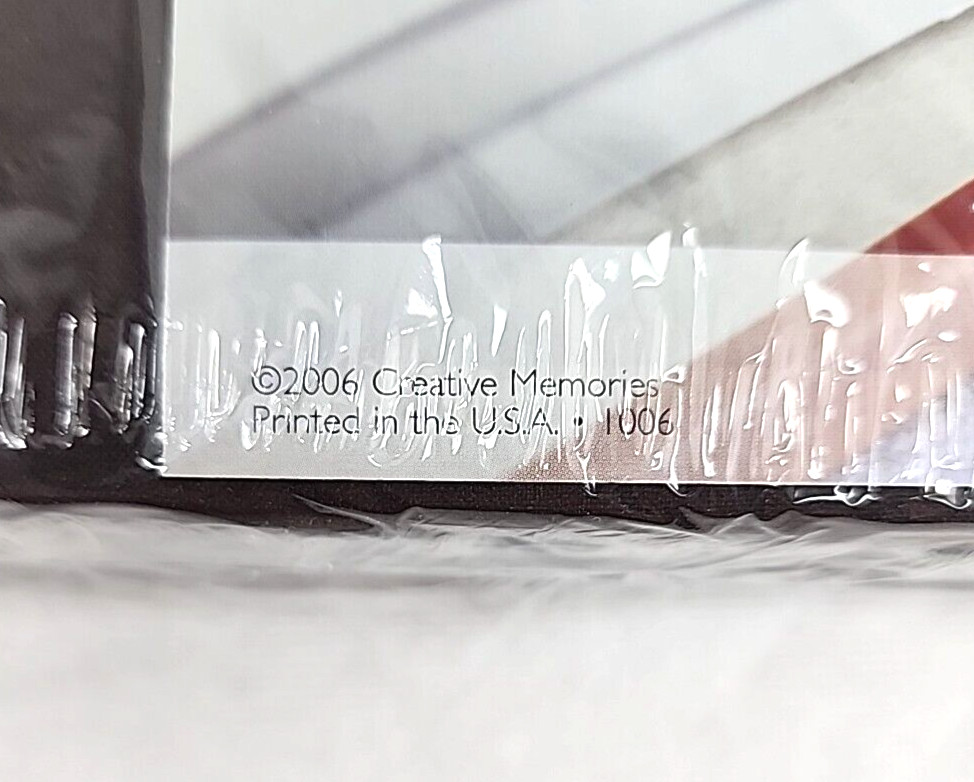 ©2006 Creative Memories
Printed in the U.S.A. • 1006